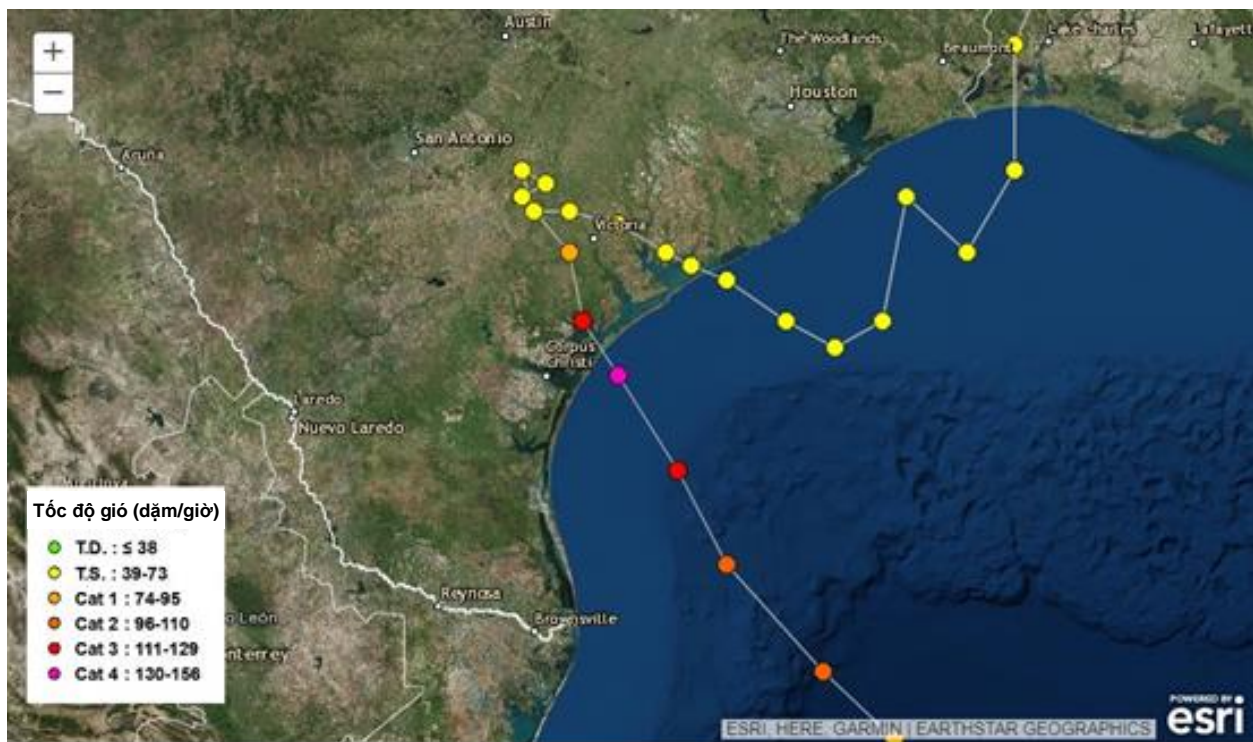 +
−
Austin
The Woodlands
Beaumont
Lake Charles
Lafayett
Houston
San Antonio
Acuna
Victoria
Corpus
Christi
Laredo
Nuevo Laredo
Tốc độ gió (dặm/giờ)
T.D. : ≤ 38
T.S. : 39-73
Cat 1 : 74-95
Cat 2 : 96-110
Cat 3 : 111-129
Cat 4 : 130-156
Reynosa
Brownsville
o León
onterrey
ESRI, HERE, GARMIN | EARTHSTAR GEOGRAPHICS
POWERED BY
esri